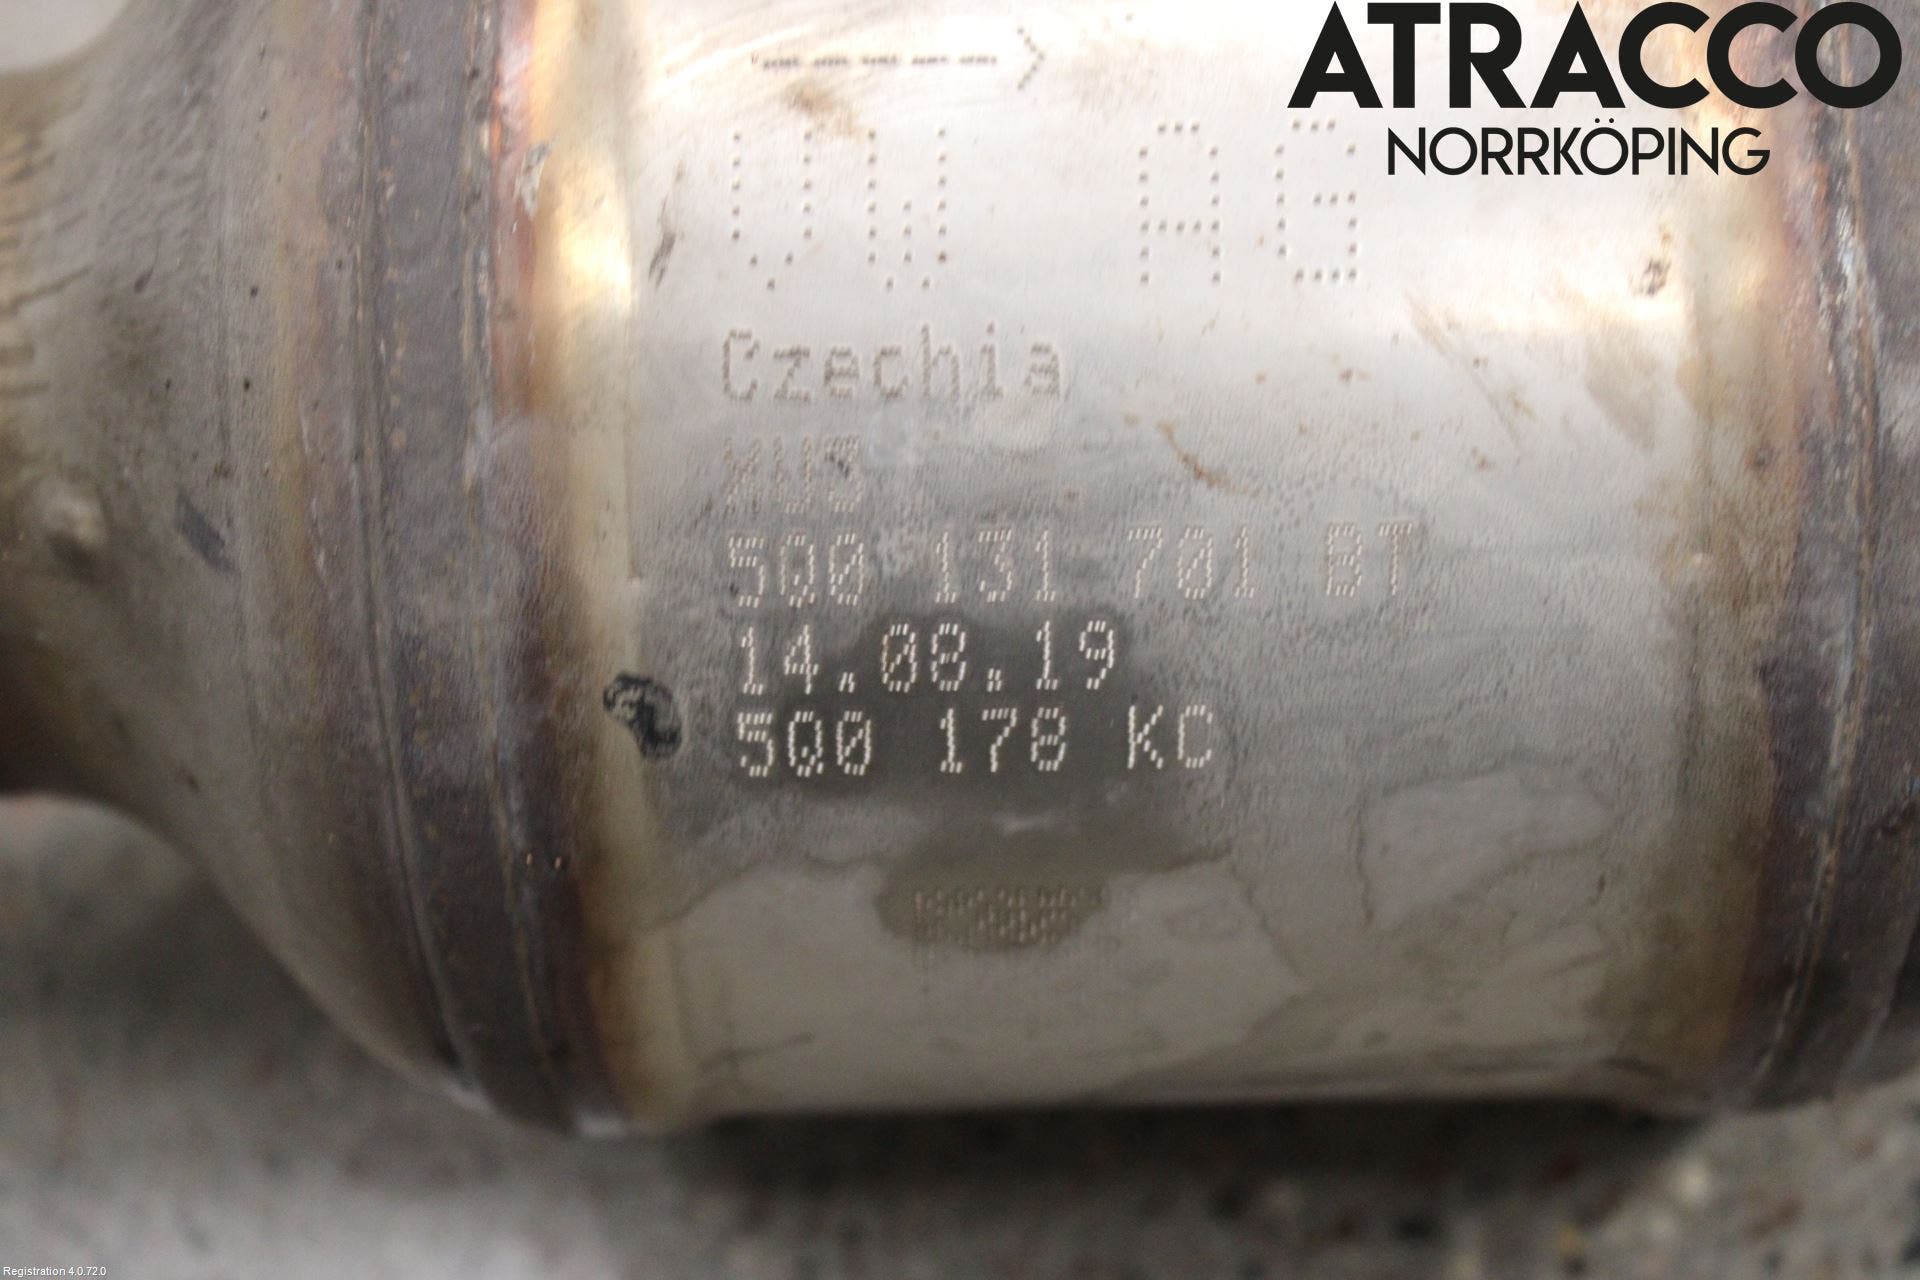 ATRACCO
NORRKÖPING
VW AG
Czechia
XU3
5Q0 131 701 BT
14.08.19
5Q0 178 KC
Registration 4.0.72.0